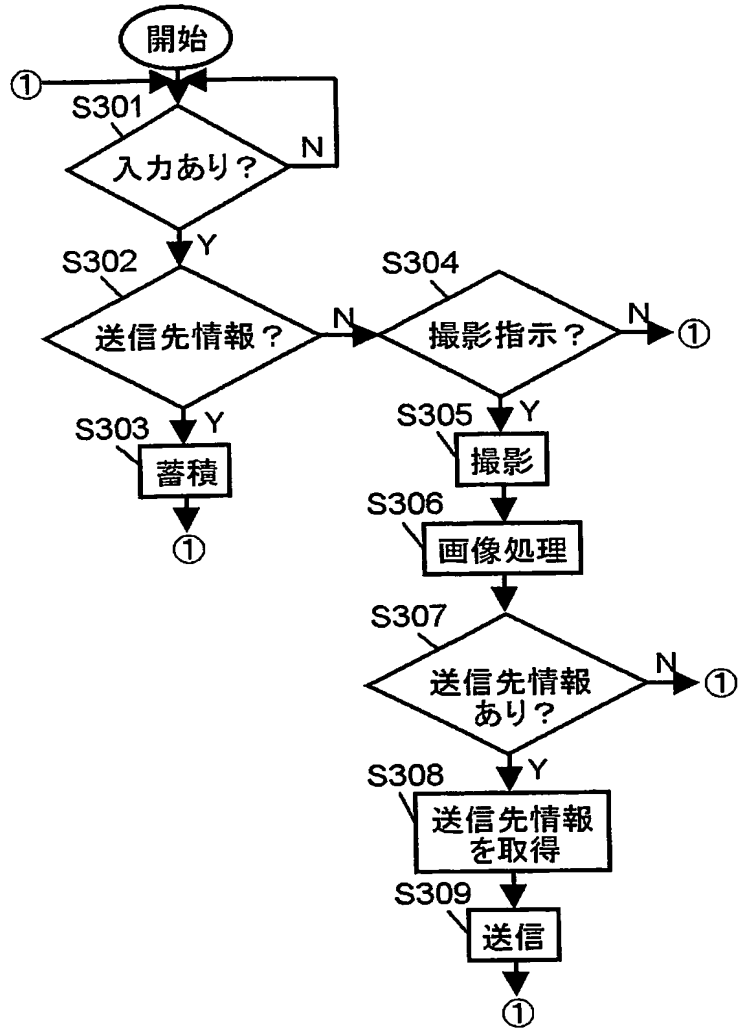 開始
①
S301
入力あり?
N
Y
S302
送信先情報?
N
S304
撮影指示?
N
①
Y
S303
蓄積
①
Y
S305
撮影
S306
画像処理
S307
送信先情報
あり?
N
①
Y
S308
送信先情報
を取得
S309
送信
①